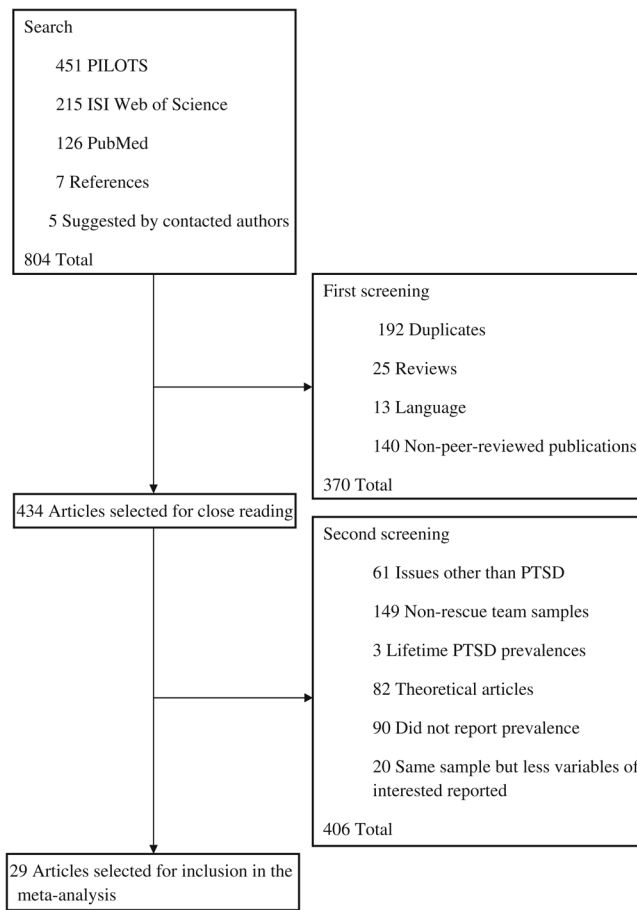 Search
451 PILOTS
215 ISI Web of Science
126 PubMed
7 References
5 Suggested by contacted authors
804 Total
First screening
192 Duplicates
25 Reviews
13 Language
140 Non-peer-reviewed publications
370 Total
434 Articles selected for close reading
Second screening
61 Issues other than PTSD
149 Non-rescue team samples
3 Lifetime PTSD prevalences
82 Theoretical articles
90 Did not report prevalence
20 Same sample but less variables of
interested reported
406 Total
29 Articles selected for inclusion in the
meta-analysis